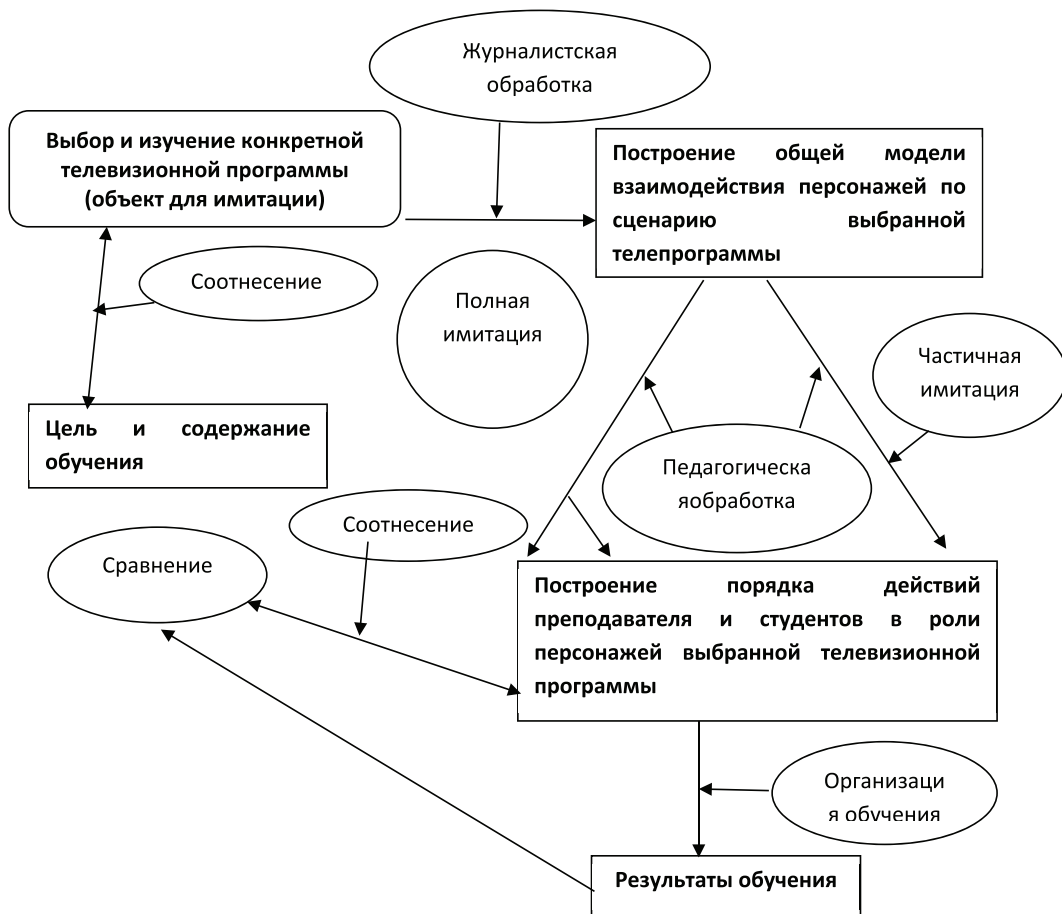 Журналистская
обработка
Выбор и изучение конкретной
телевизионной программы
(объект для имитации)
Построение общей модели
взаимодействия персонажей по
сценарию выбранной
телепрограммы
Соотнесение
Полная
имитация
Частичная
имитация
Цель и содержание
обучения
Педагогическа
яобработка
Соотнесение
Сравнение
Построение порядка действий
преподавателя и студентов в роли
персонажей выбранной телевизионной
программы
Организаци
я обучения
Результаты обучения